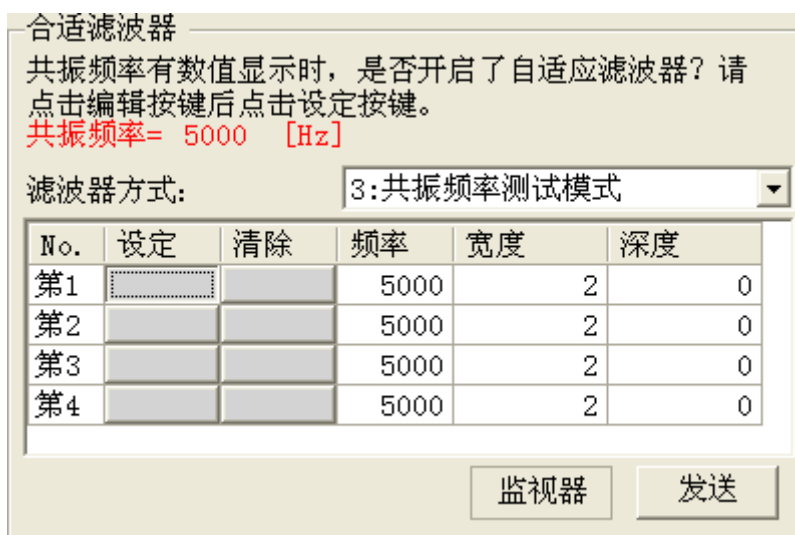 合适滤波器
共振频率有数值显示时，是否开启了自适应滤波器？请
点击编辑按键后点击设定按键。
共振频率= 5000 [Hz]
滤波器方式: 3:共振频率测试模式
No. 设定 清除 频率 宽度 深度
第1 5000 2 0
第2 5000 2 0
第3 5000 2 0
第4 5000 2 0
监视器 发送